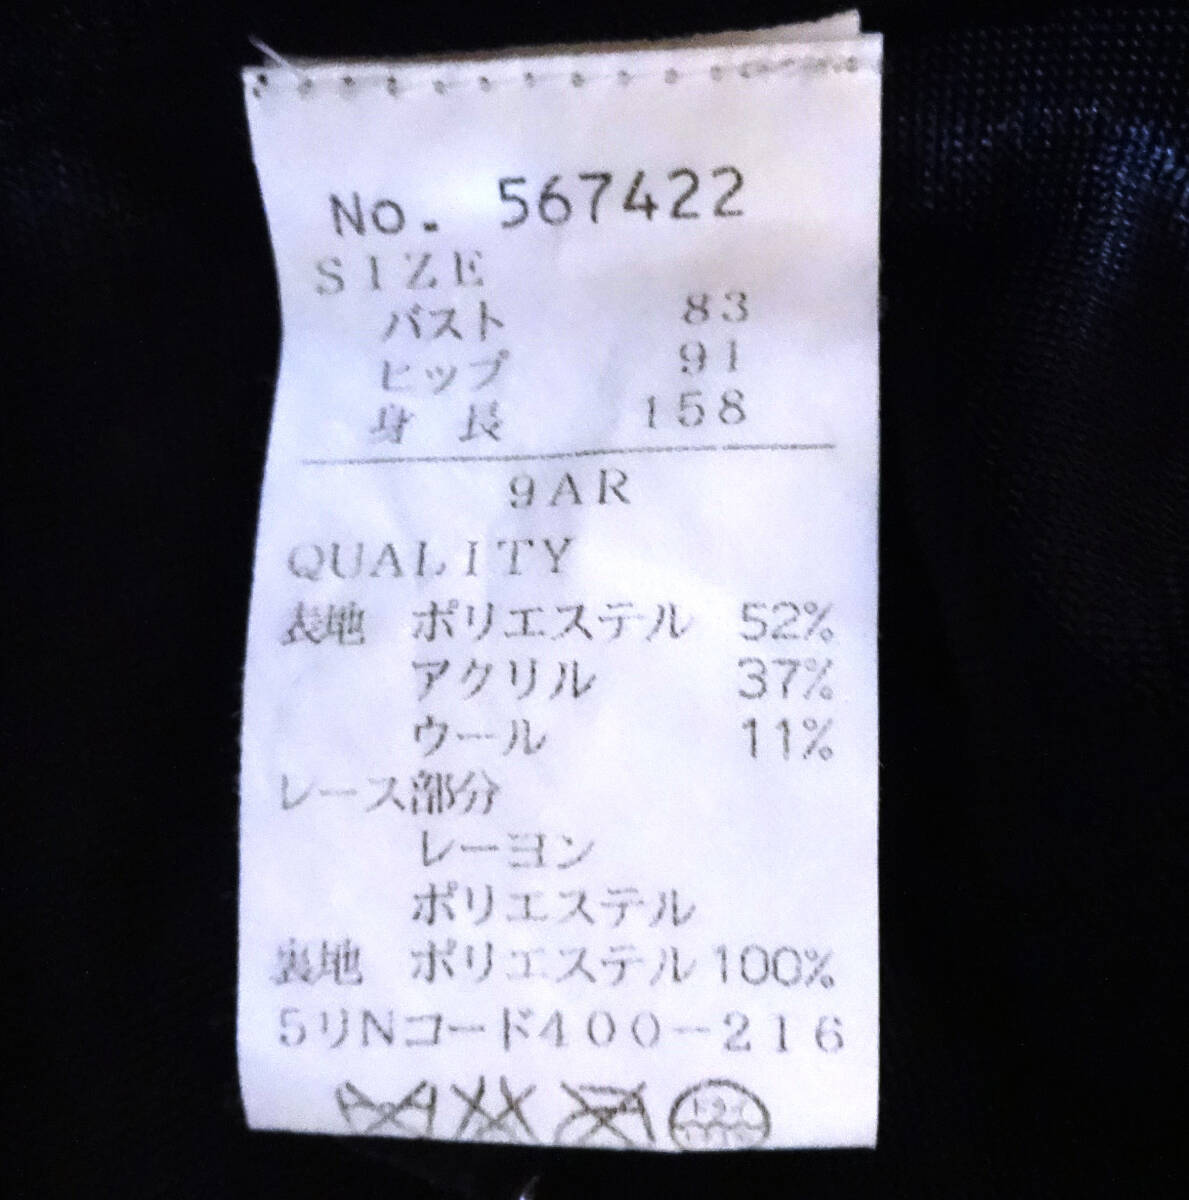 No. 567422
SIZE
バスト 83
ヒップ 91
身長 158
9AR
QUALITY
表地 ポリエステル 52%
アクリル 37%
ウール 11%
レース部分
レーヨン
ポリエステル
裏地 ポリエステル 100%
5リNコード400-216
ドライ